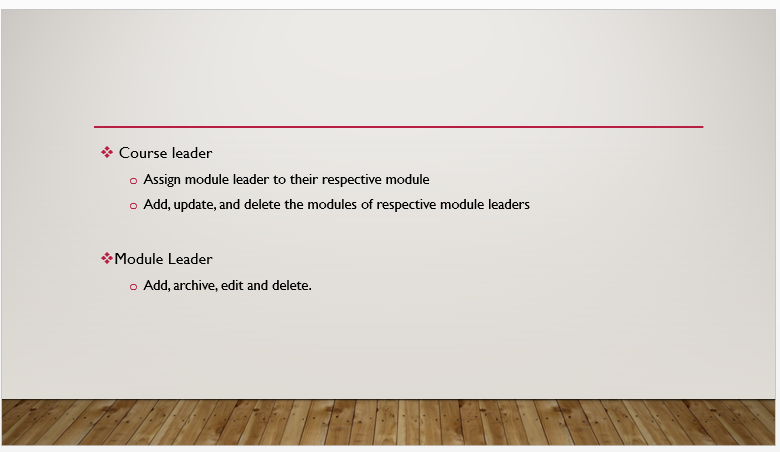 Course leader
Assign module leader to their respective module
Add, update, and delete the modules of respective module leaders
Module Leader
Add, archive, edit and delete.